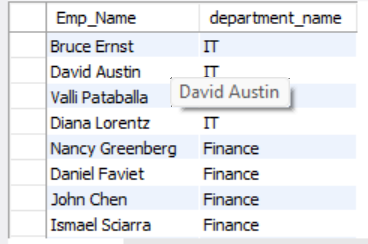 Emp_Name department_name
Bruce Ernst IT
David Austin IT
Valli Pataballa David Austin
Diana Lorentz IT
Nancy Greenberg Finance
Daniel Faviet Finance
John Chen Finance
Ismael Sciarra Finance